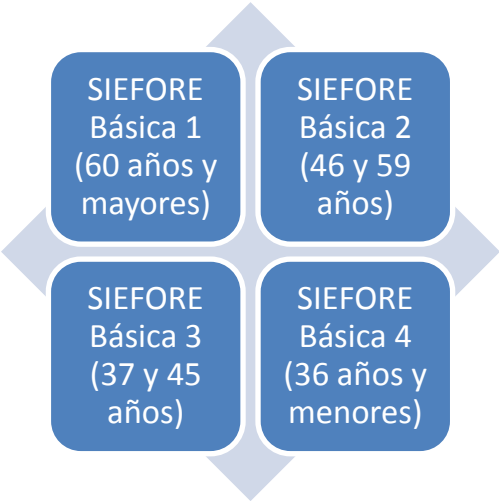 SIEFORE
Básica 1
(60 años y
mayores)
SIEFORE
Básica 2
(46 y 59
años)
SIEFORE
Básica 3
(37 y 45
años)
SIEFORE
Básica 4
(36 años y
menores)